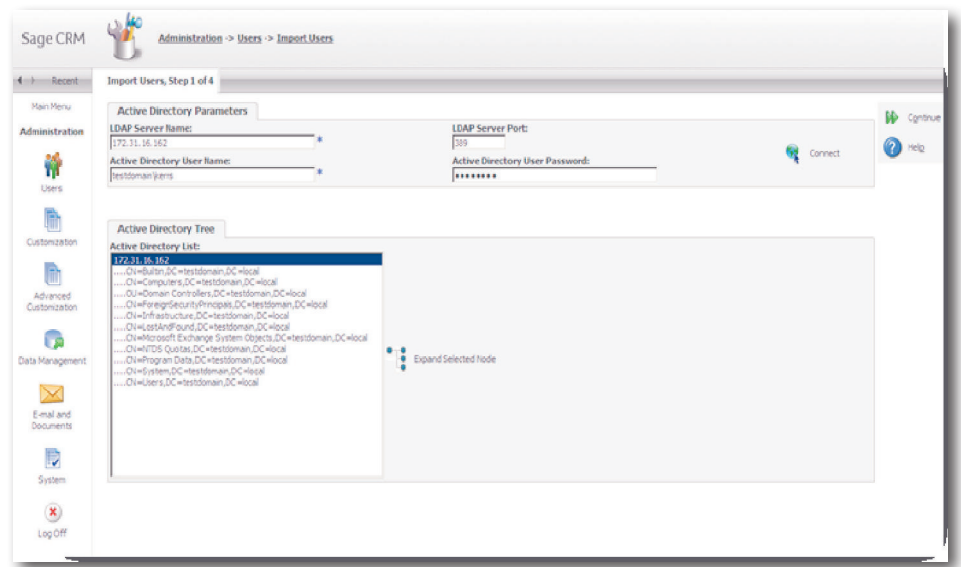 Sage CRM
Administration -> Users -> Import Users
Recent
Import Users, Step 1 of 4
Main Menu
Administration
Users
Customization
Advanced
Customization
Data Management
E-mail and
Documents
System
Log Off
Active Directory Parameters
LDAP Server Name:
172.31.16.162
*
LDAP Server Port:
389
Active Directory User Name:
*
Active Directory User Password:
********
Connect
Continue
Help
Active Directory Tree
Active Directory List:
172.31.16.162
.....CN=Builtin,DC=testdomain,DC=local
.....CN=Computers,DC=testdomain,DC=local
.....OU=Domain Controllers,DC=testdomain,DC=local
.....CN=ForeignSecurityPrincipals,DC=testdomain,DC=local
.....CN=Infrastructure,DC=testdomain,DC=local
.....CN=LostAndFound,DC=testdomain,DC=local
.....CN=Microsoft Exchange System Objects,DC=testdomain,DC=local
.....CN=NTDS Quotas,DC=testdomain,DC=local
.....CN=Program Data,DC=testdomain,DC=local
.....CN=System,DC=testdomain,DC=local
.....CN=Users,DC=testdomain,DC=local
Expand Selected Node